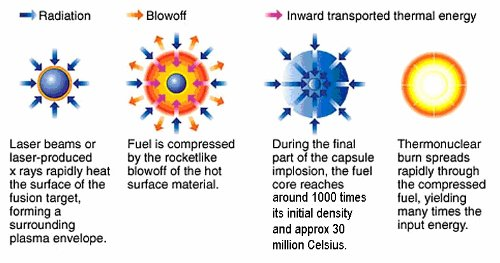 Radiation
Blowoff
Inward transported thermal energy
Laser beams or
laser-produced
x rays rapidly heat
the surface of the
fusion target,
forming a
surrounding
plasma envelope.
Fuel is compressed
by the rocketlike
blowoff of the hot
surface material.
During the final
part of the capsule
implosion, the fuel
core reaches
around 1000 times
its initial density
and approx 30
million Celsius.
Thermonuclear
burn spreads
rapidly through the
compressed
fuel, yielding
many times the
input energy.